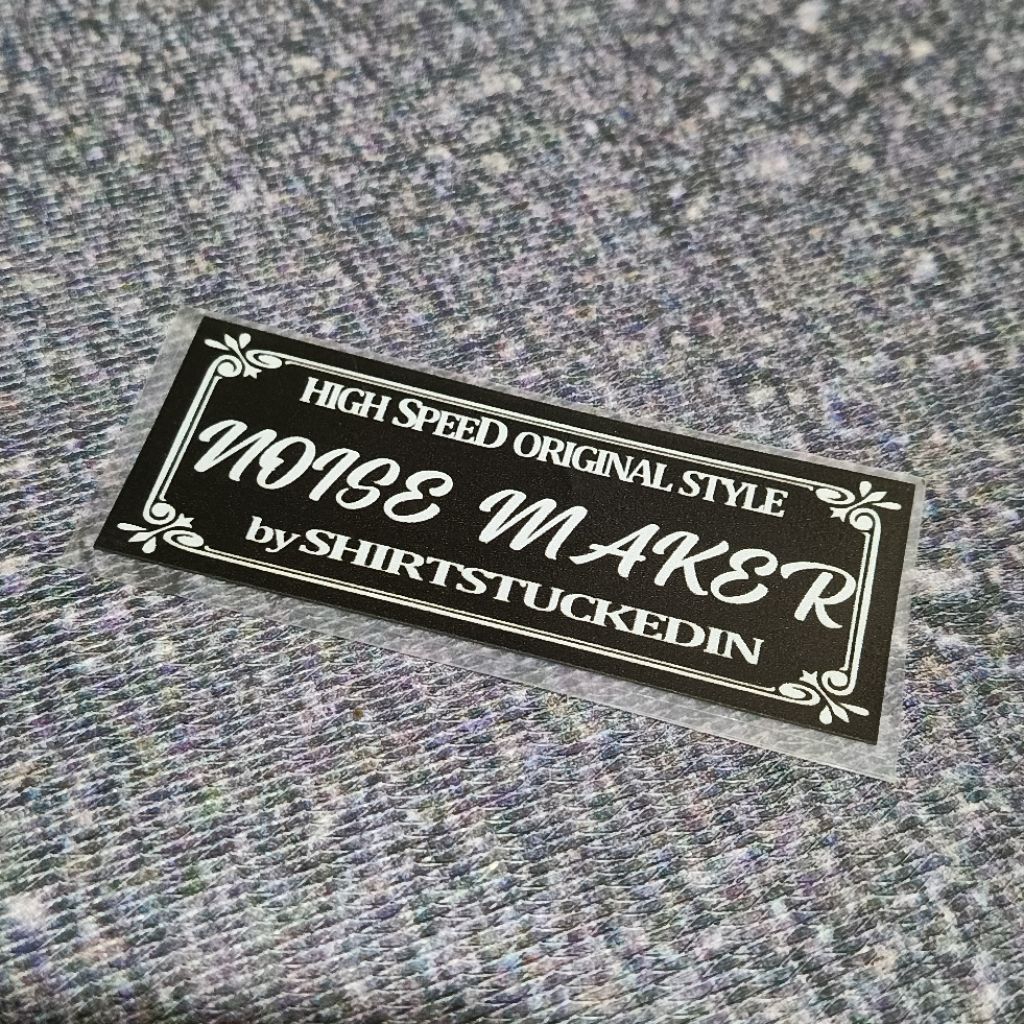 HIGH SPEED ORIGINAL STYLE
NOISE MAKER
by SHIRTSTUCKEDIN